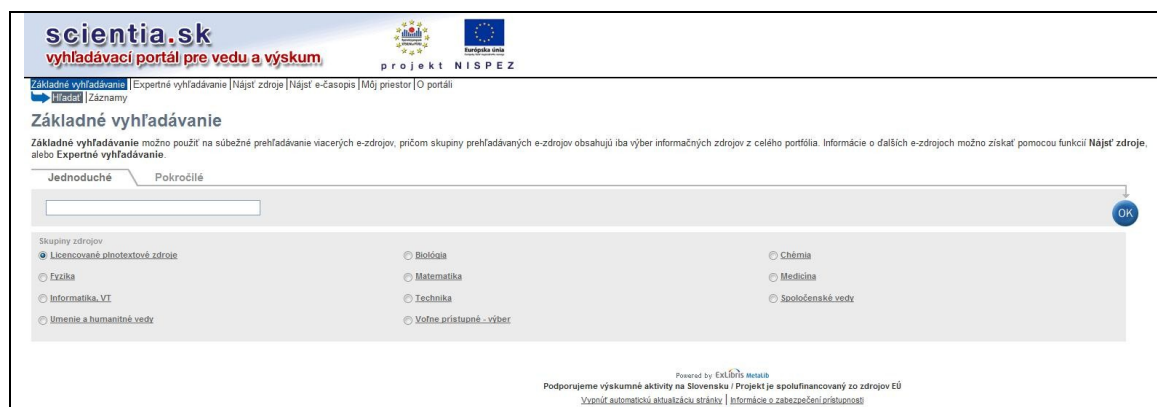 scientia.sk
vyhľadávací portál pre vedu a výskum
Európska únia
projekt NISPEZ
Základné vyhľadávanie | Expertné vyhľadávanie | Nájsť zdroje | Nájsť e-časopis | Môj priestor | O portáli
Hľadať | Záznamy
Základné vyhľadávanie
Základné vyhľadávanie možno použiť na súbežné prehľadávanie viacerých e-zdrojov, pričom skupiny prehľadávaných e-zdrojov obsahujú iba výber informačných zdrojov z celého portfólia. Informácie o ďalších e-zdrojoch možno získať pomocou funkcií Nájsť zdroje,
alebo Expertné vyhľadávanie.
Jednoduché Pokročilé
OK
Skupiny zdrojov
Licencované plnotextové zdroje Biológia Chémia
Fyzika Matematika Medicína
Informatika, VT Technika Spoločenské vedy
Umenie a humanitné vedy Voľne prístupné - výber
Powered by ExLibris MetaLib
Podporujeme výskumné aktivity na Slovensku / Projekt je spolufinancovaný zo zdrojov EÚ
Vypnúť automatickú aktualizáciu stránky | Informácie o zabezpečení prístupnosti